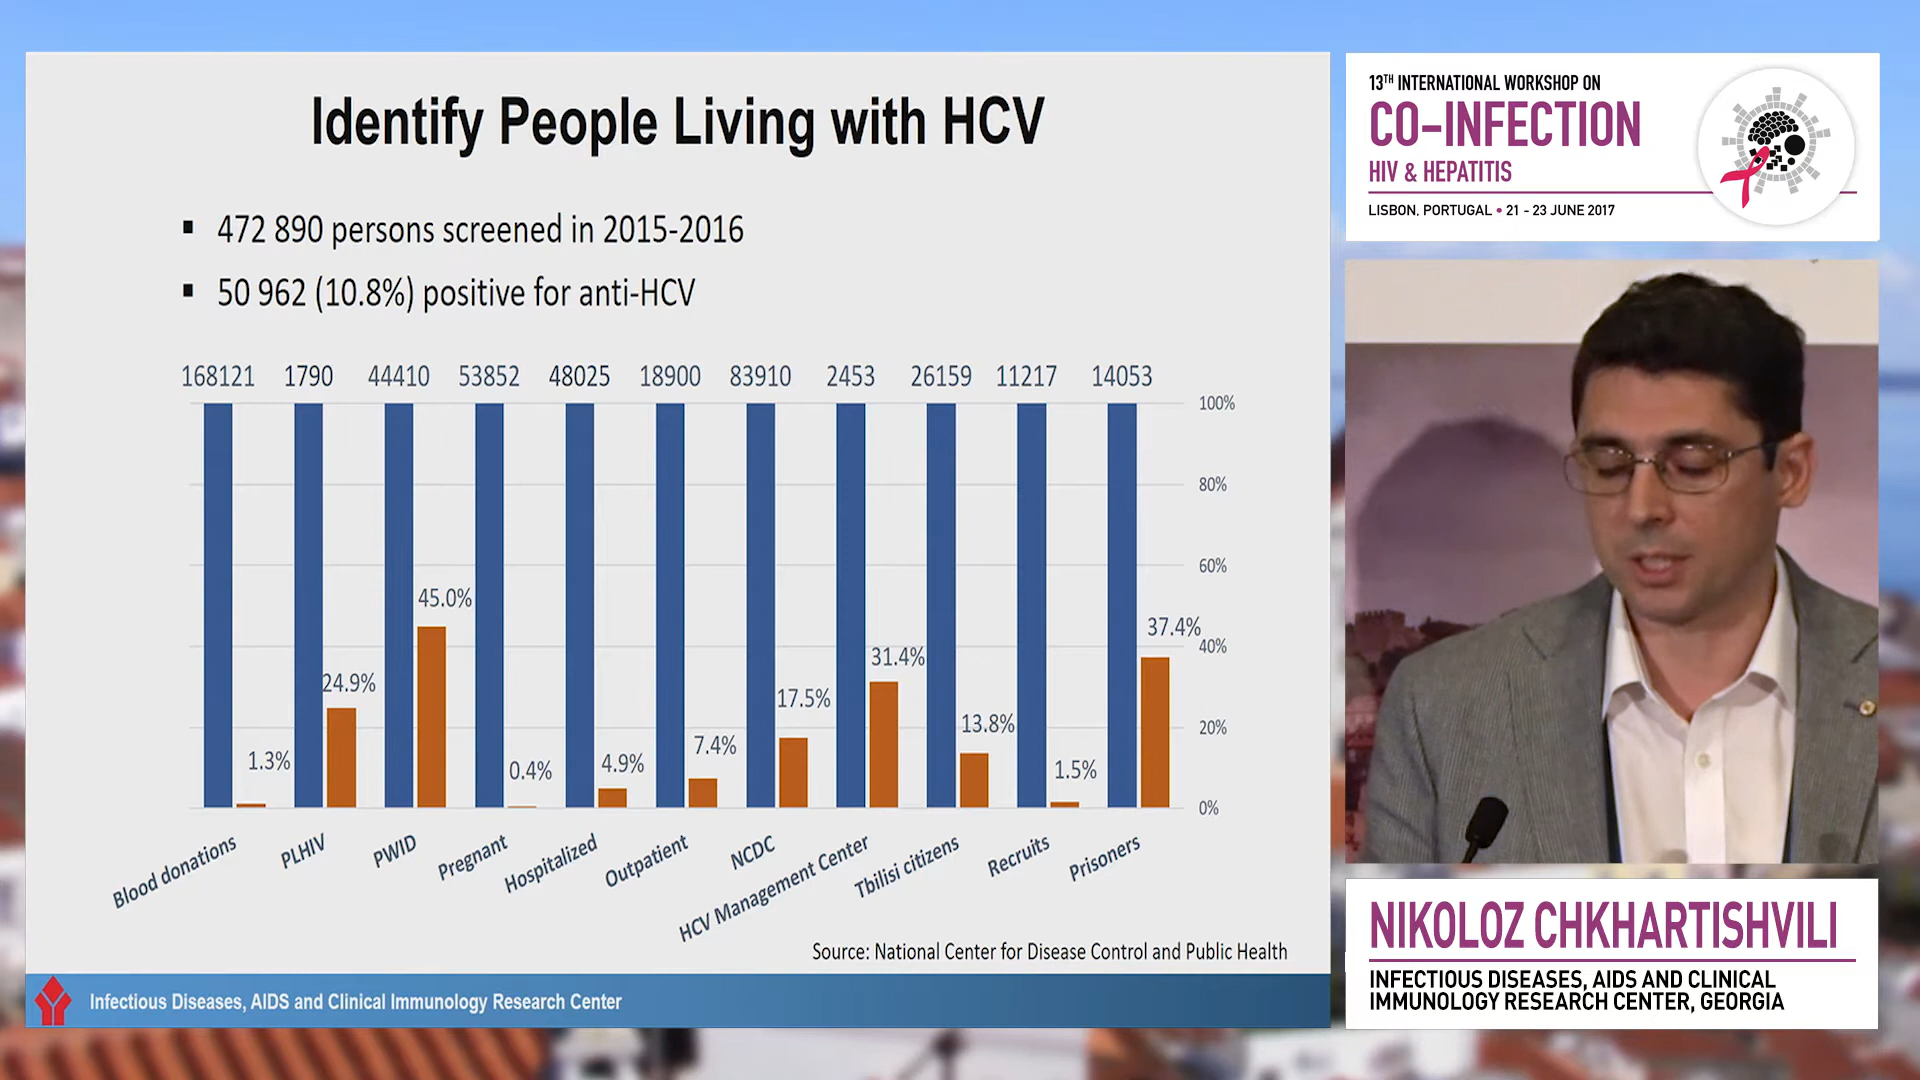 Identify People Living with HCV
472 890 persons screened in 2015-2016
50 962 (10.8%) positive for anti-HCV
168121 1790 44410 53852 48025 18900 83910 2453 26159 11217 14053
100%
80%
60%
40%
20%
0%
1.3%
24.9%
45.0%
0.4%
4.9%
7.4%
17.5%
31.4%
13.8%
1.5%
37.4%
Blood donations
PLHIV
PWID
Pregnant
Hospitalized
Outpatient
NCDC
HCV Management Center
Tbilisi citizens
Recruits
Prisoners
Source: National Center for Disease Control and Public Health
Infectious Diseases, AIDS and Clinical Immunology Research Center
13TH INTERNATIONAL WORKSHOP ON
CO-INFECTION
HIV & HEPATITIS
LISBON, PORTUGAL • 21 - 23 JUNE 2017
NIKOLOZ CHKHARTISHVILI
INFECTIOUS DISEASES, AIDS AND CLINICAL
IMMUNOLOGY RESEARCH CENTER, GEORGIA